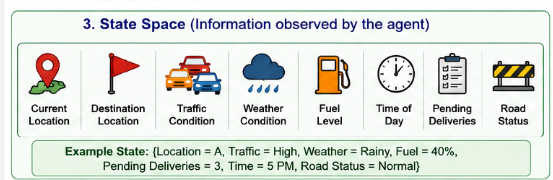 3. State Space (Information observed by the agent)
Current Location
Destination Location
Traffic Condition
Weather Condition
Fuel Level
Time of Day
Pending Deliveries
Road Status
Example State: {Location = A, Traffic = High, Weather = Rainy, Fuel = 40%,
Pending Deliveries = 3, Time = 5 PM, Road Status = Normal}